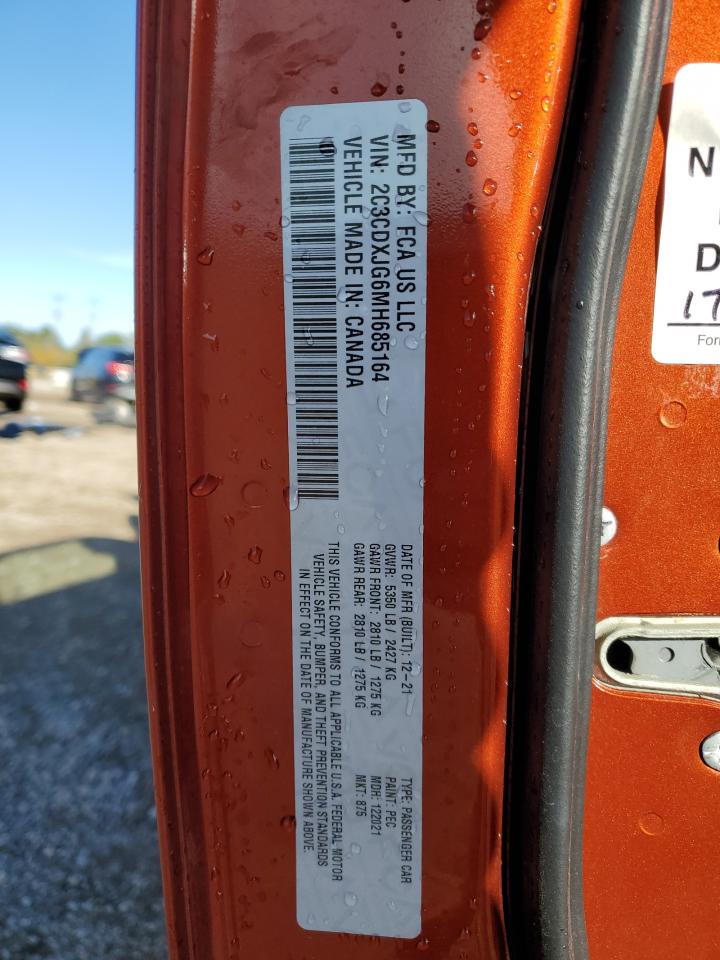 MFD BY: FCA US LLC
VIN: 2C3CDXJG6MH685164
VEHICLE MADE IN: CANADA
DATE OF MFR (BUILT): 12-21
GVWR: 5350 LB / 2427 KG
GAWR FRONT: 2810 LB / 1275 KG
GAWR REAR: 2810 LB / 1275 KG
THIS VEHICLE CONFORMS TO ALL APPLICABLE U.S.A. FEDERAL MOTOR
VEHICLE SAFETY, BUMPER, AND THEFT PREVENTION STANDARDS
IN EFFECT ON THE DATE OF MANUFACTURE SHOWN ABOVE.
TYPE: PASSENGER CAR
PAINT: PEC
MDH: 122021
MKT: 875
N
D
17
Form